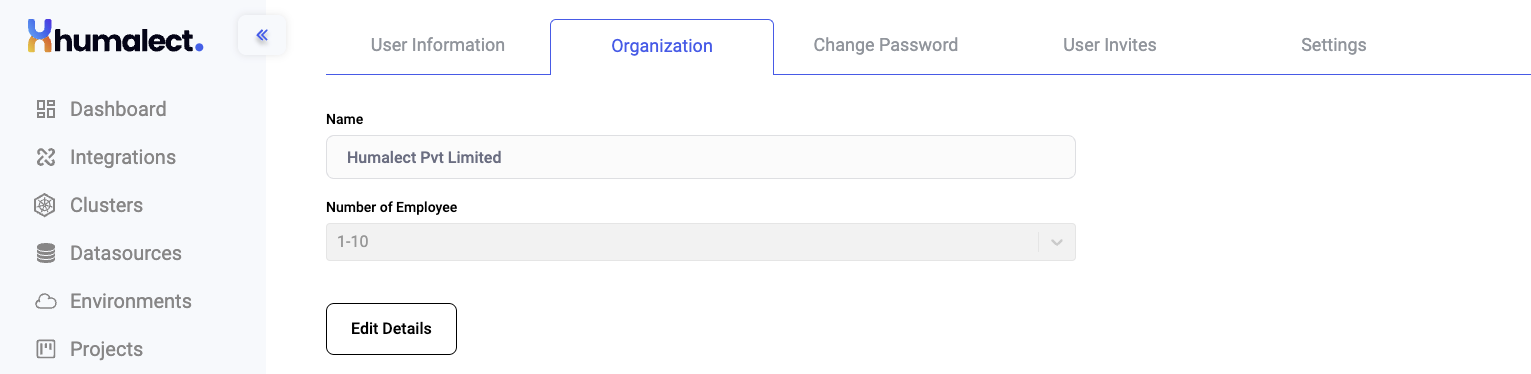 humalect.
User Information
Organization
Change Password
User Invites
Settings
Dashboard
Integrations
Clusters
Datasources
Environments
Projects
Name
Humalect Pvt Limited
Number of Employee
1-10
Edit Details